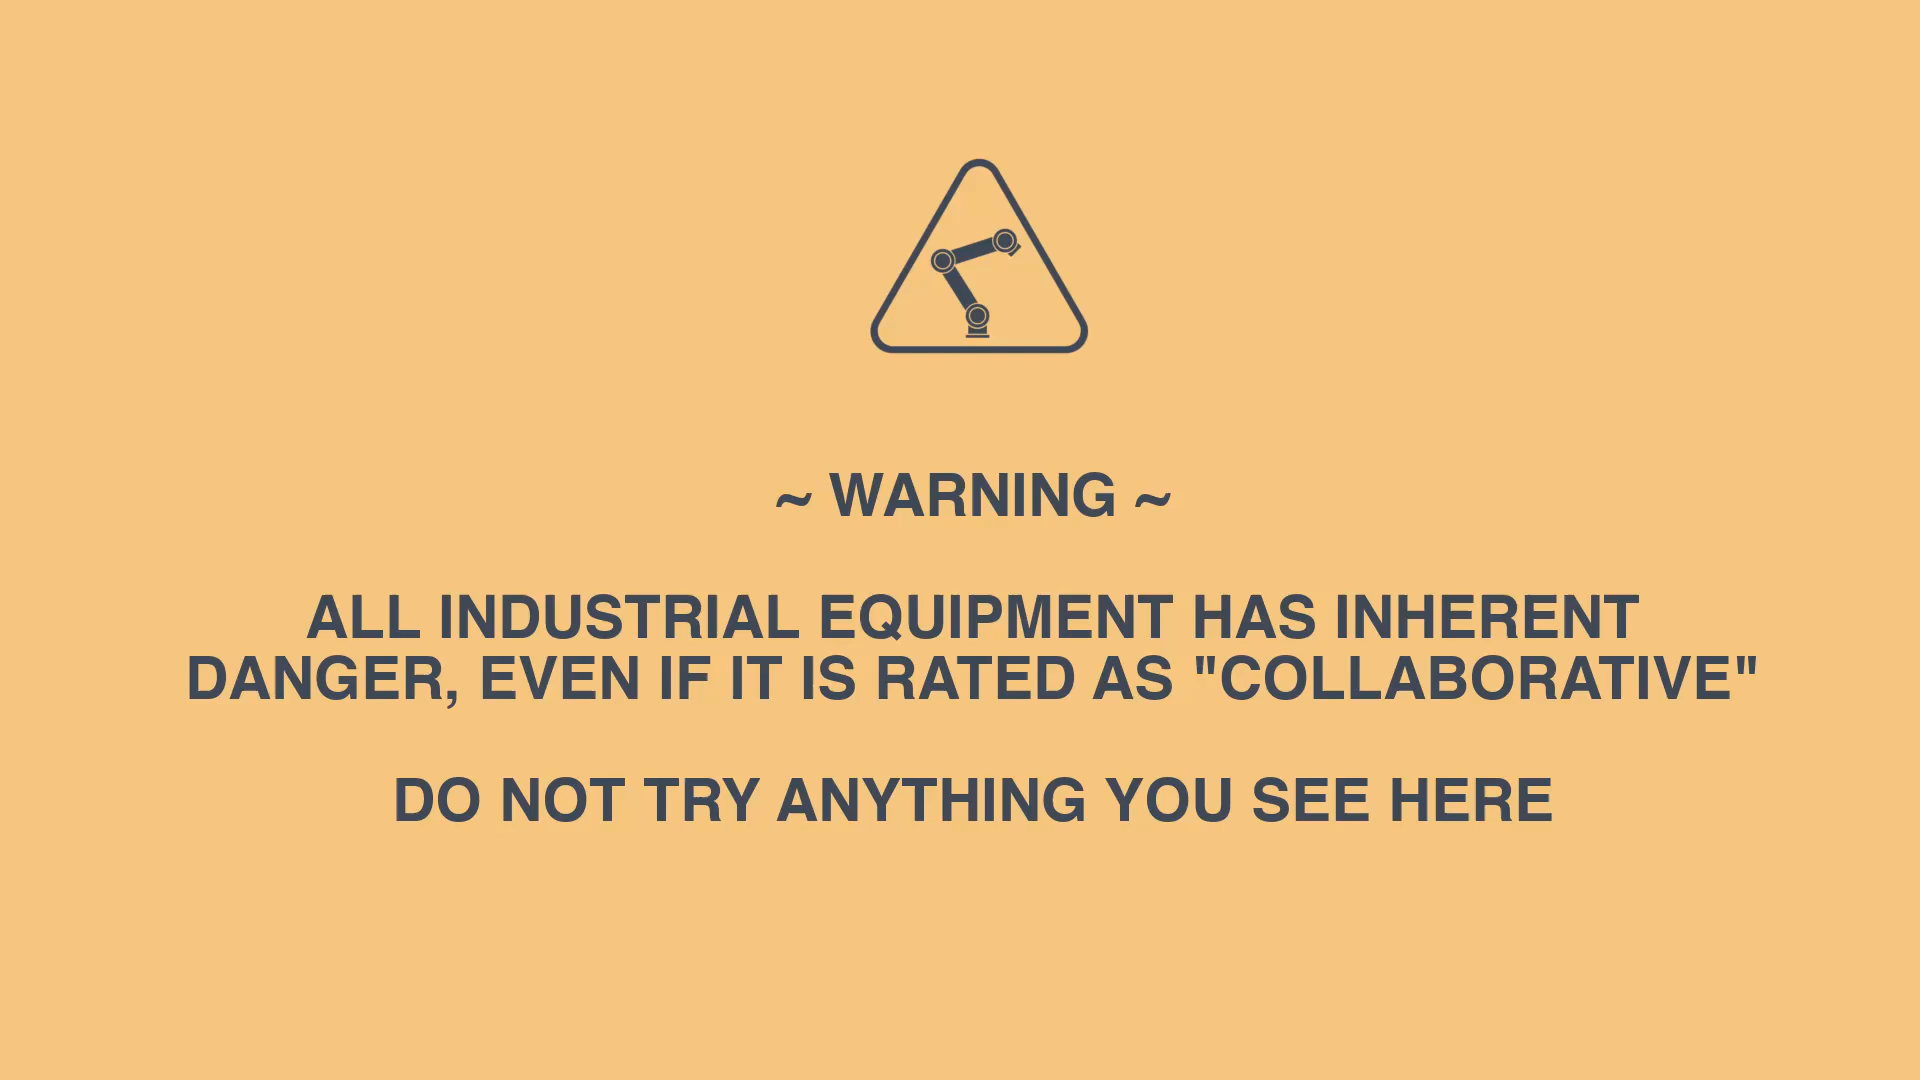 ~ WARNING ~
ALL INDUSTRIAL EQUIPMENT HAS INHERENT
DANGER, EVEN IF IT IS RATED AS "COLLABORATIVE"
DO NOT TRY ANYTHING YOU SEE HERE